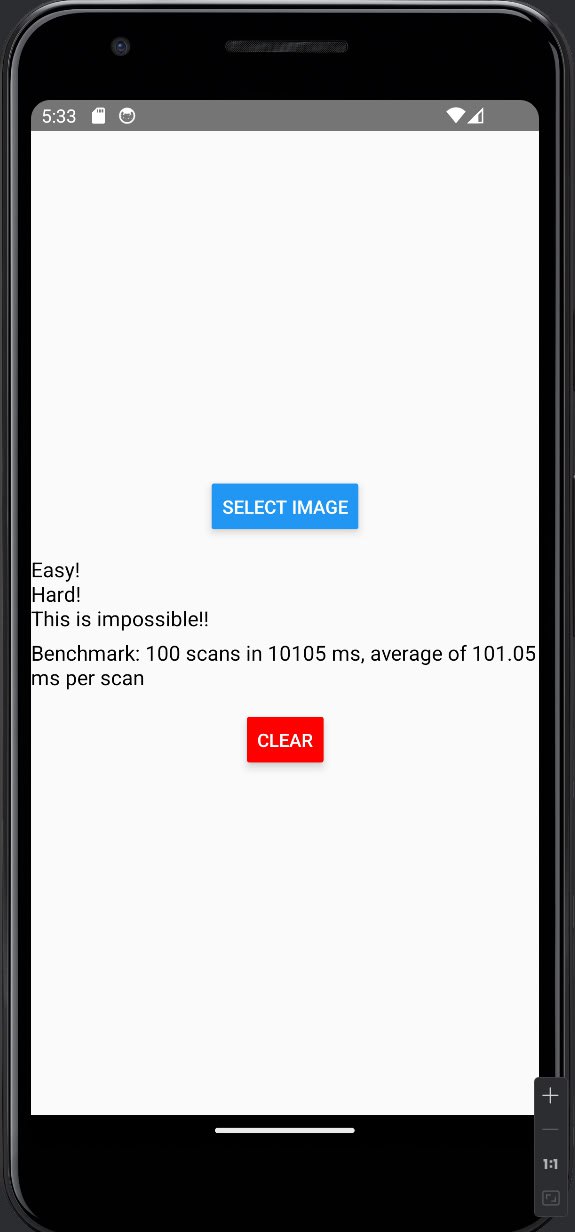 5:33
SELECT IMAGE
Easy!
Hard!
This is impossible!!
Benchmark: 100 scans in 10105 ms, average of 101.05
ms per scan
CLEAR
1:1